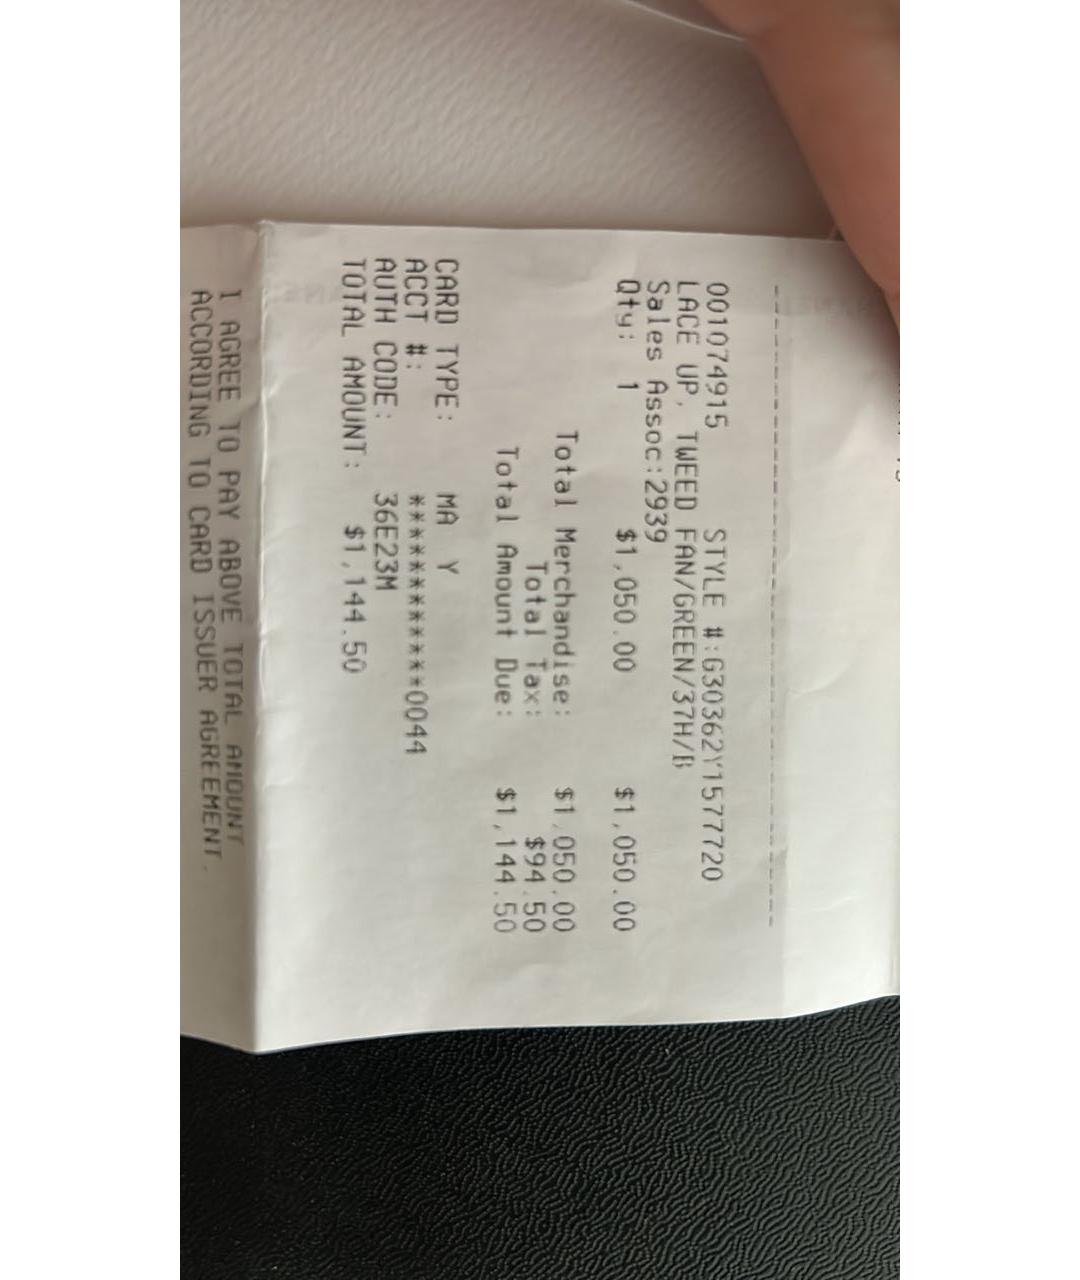 001074915 STYLE #:G30362Y1577720
LACE UP, TWEED FAN/GREEN/37H/B
Sales Assoc:2939
Qty: 1 $1,050.00 $1,050.00
Total Merchandise: $1,050.00
Total Tax: $94.50
Total Amount Due: $1,144.50
CARD TYPE: MA Y
ACCT #: ************0044
AUTH CODE: 36E23M
TOTAL AMOUNT: $1,144.50
I AGREE TO PAY ABOVE TOTAL AMOUNT
ACCORDING TO CARD ISSUER AGREEMENT.